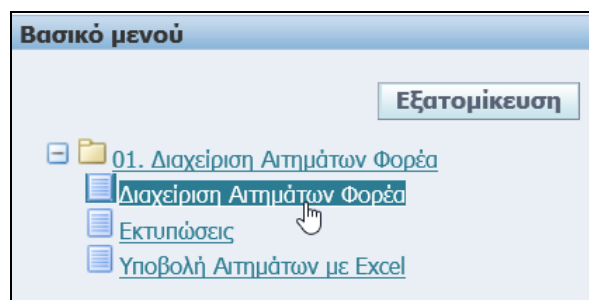 Βασικό μενού
Εξατομίκευση
01. Διαχείριση Αιτημάτων Φορέα
Διαχείριση Αιτημάτων Φορέα
Εκτυπώσεις
Υποβολή Αιτημάτων με Excel